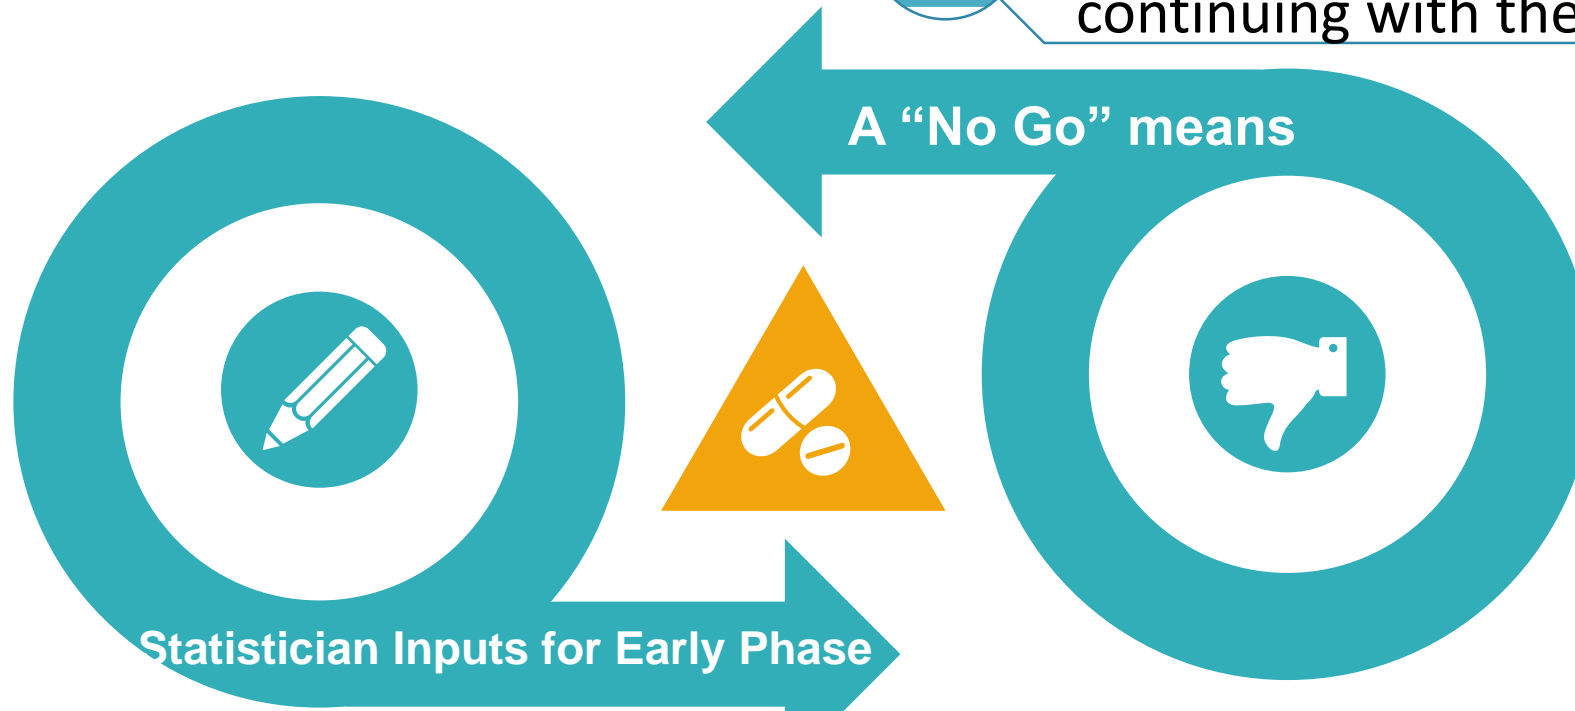 continuing with the
A “No Go” means
Statistician Inputs for Early Phase